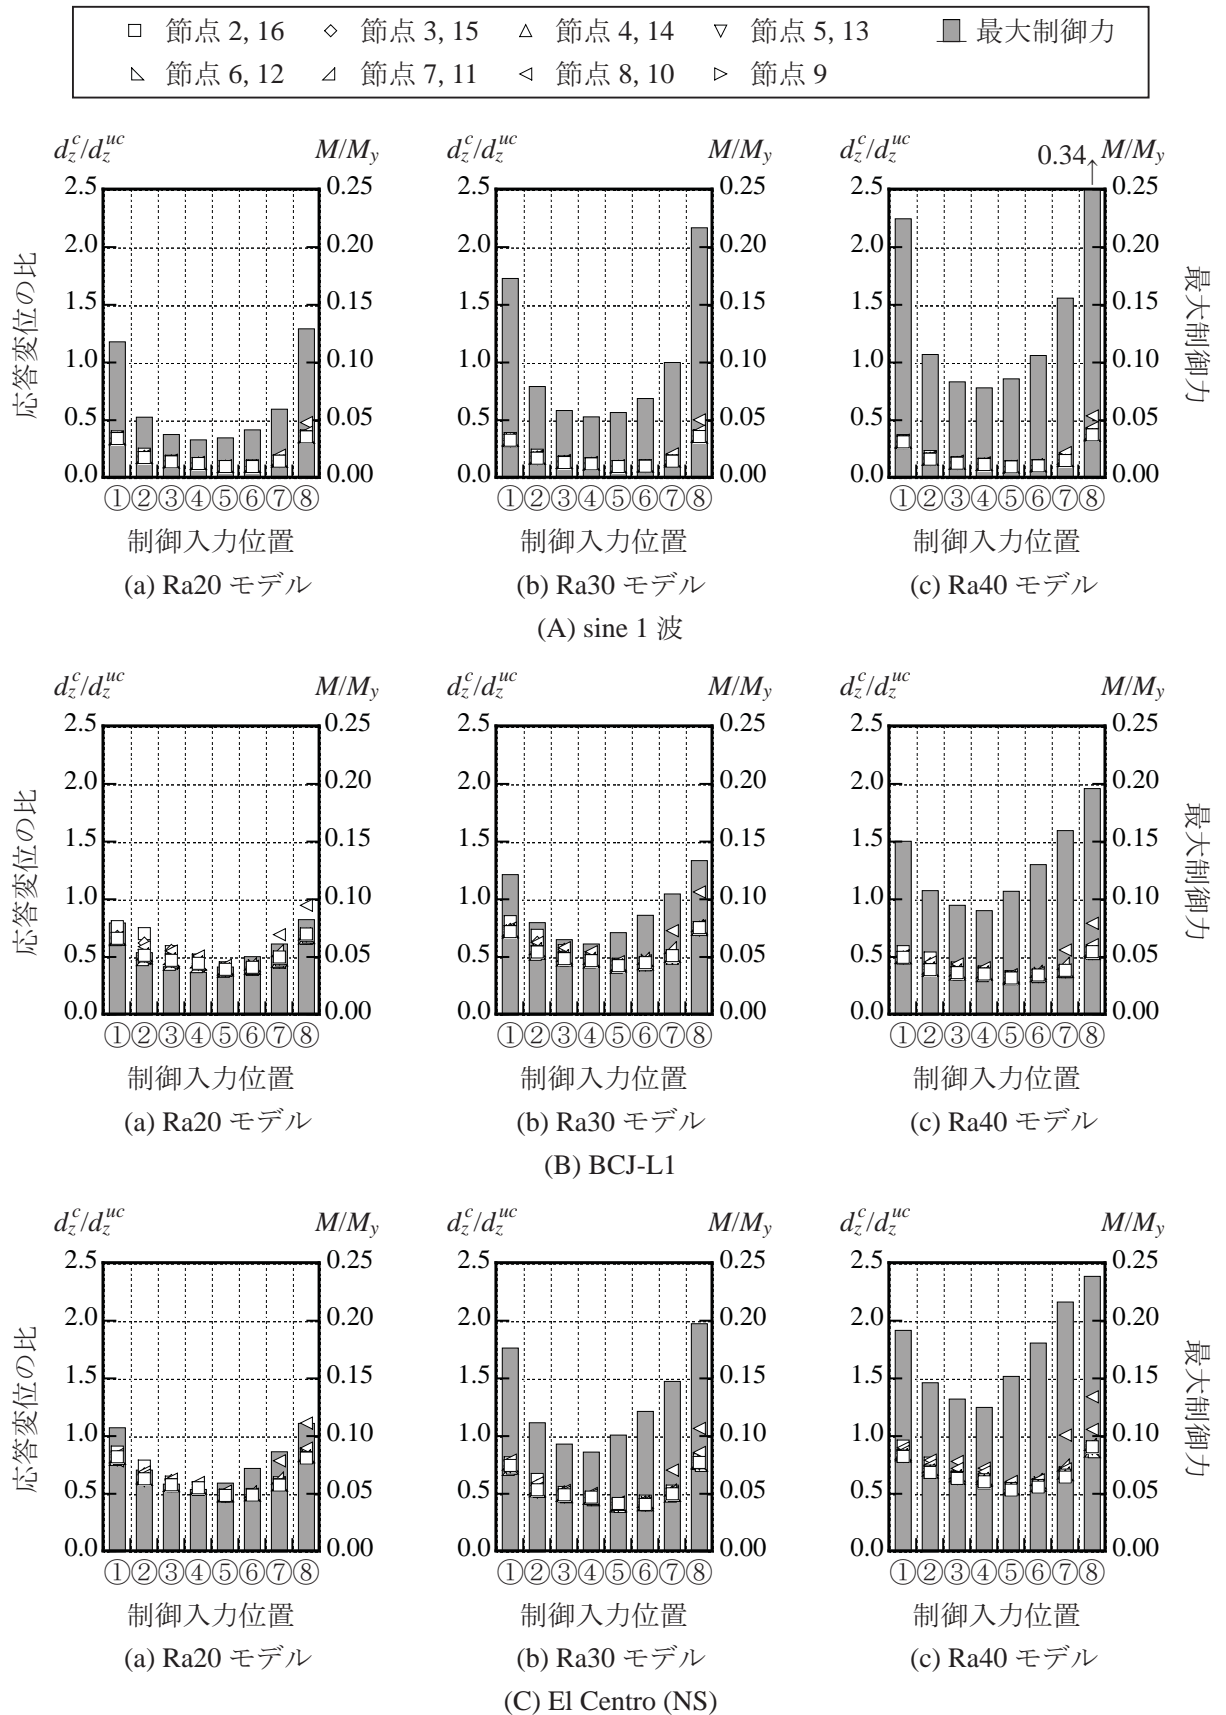 節点 2, 16 節点 3, 15 節点 4, 14 節点 5, 13 最大制御力
節点 6, 12 節点 7, 11 節点 8, 10 節点 9
d_z^c/d_z^{uc} M/M_y d_z^c/d_z^{uc} M/M_y d_z^c/d_z^{uc} 0.34 M/M_y
応答変位の比
2.5 0.25 2.5 0.25 2.5 0.25
2.0 0.20 2.0 0.20 2.0 0.20
1.5 0.15 1.5 0.15 1.5 0.15
1.0 0.10 1.0 0.10 1.0 0.10
0.5 0.05 0.5 0.05 0.5 0.05
0.0 0.00 0.0 0.00 0.0 0.00
最大制御力
①②③④⑤⑥⑦⑧ ①②③④⑤⑥⑦⑧ ①②③④⑤⑥⑦⑧
制御入力位置 制御入力位置 制御入力位置
(a) Ra20 モデル (b) Ra30 モデル (c) Ra40 モデル
(A) sine 1 波
d_z^c/d_z^{uc} M/M_y d_z^c/d_z^{uc} M/M_y d_z^c/d_z^{uc} M/M_y
応答変位の比
2.5 0.25 2.5 0.25 2.5 0.25
2.0 0.20 2.0 0.20 2.0 0.20
1.5 0.15 1.5 0.15 1.5 0.15
1.0 0.10 1.0 0.10 1.0 0.10
0.5 0.05 0.5 0.05 0.5 0.05
0.0 0.00 0.0 0.00 0.0 0.00
最大制御力
①②③④⑤⑥⑦⑧ ①②③④⑤⑥⑦⑧ ①②③④⑤⑥⑦⑧
制御入力位置 制御入力位置 制御入力位置
(a) Ra20 モデル (b) Ra30 モデル (c) Ra40 モデル
(B) BCJ-L1
d_z^c/d_z^{uc} M/M_y d_z^c/d_z^{uc} M/M_y d_z^c/d_z^{uc} M/M_y
応答変位の比
2.5 0.25 2.5 0.25 2.5 0.25
2.0 0.20 2.0 0.20 2.0 0.20
1.5 0.15 1.5 0.15 1.5 0.15
1.0 0.10 1.0 0.10 1.0 0.10
0.5 0.05 0.5 0.05 0.5 0.05
0.0 0.00 0.0 0.00 0.0 0.00
最大制御力
①②③④⑤⑥⑦⑧ ①②③④⑤⑥⑦⑧ ①②③④⑤⑥⑦⑧
制御入力位置 制御入力位置 制御入力位置
(a) Ra20 モデル (b) Ra30 モデル (c) Ra40 モデル
(C) El Centro (NS)